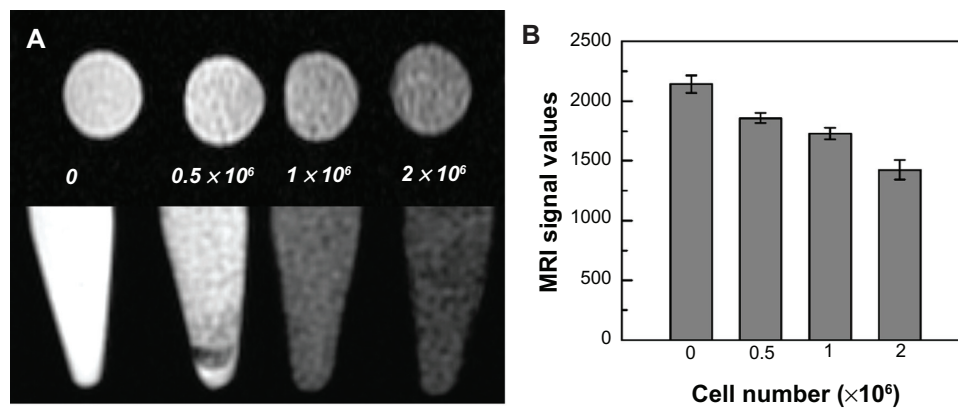 A
0
0.5 × 10⁶
1 × 10⁶
2 × 10⁶
B
MRI signal values
2500
2000
1500
1000
500
0
0
0.5
1
2
Cell number (×10⁶)